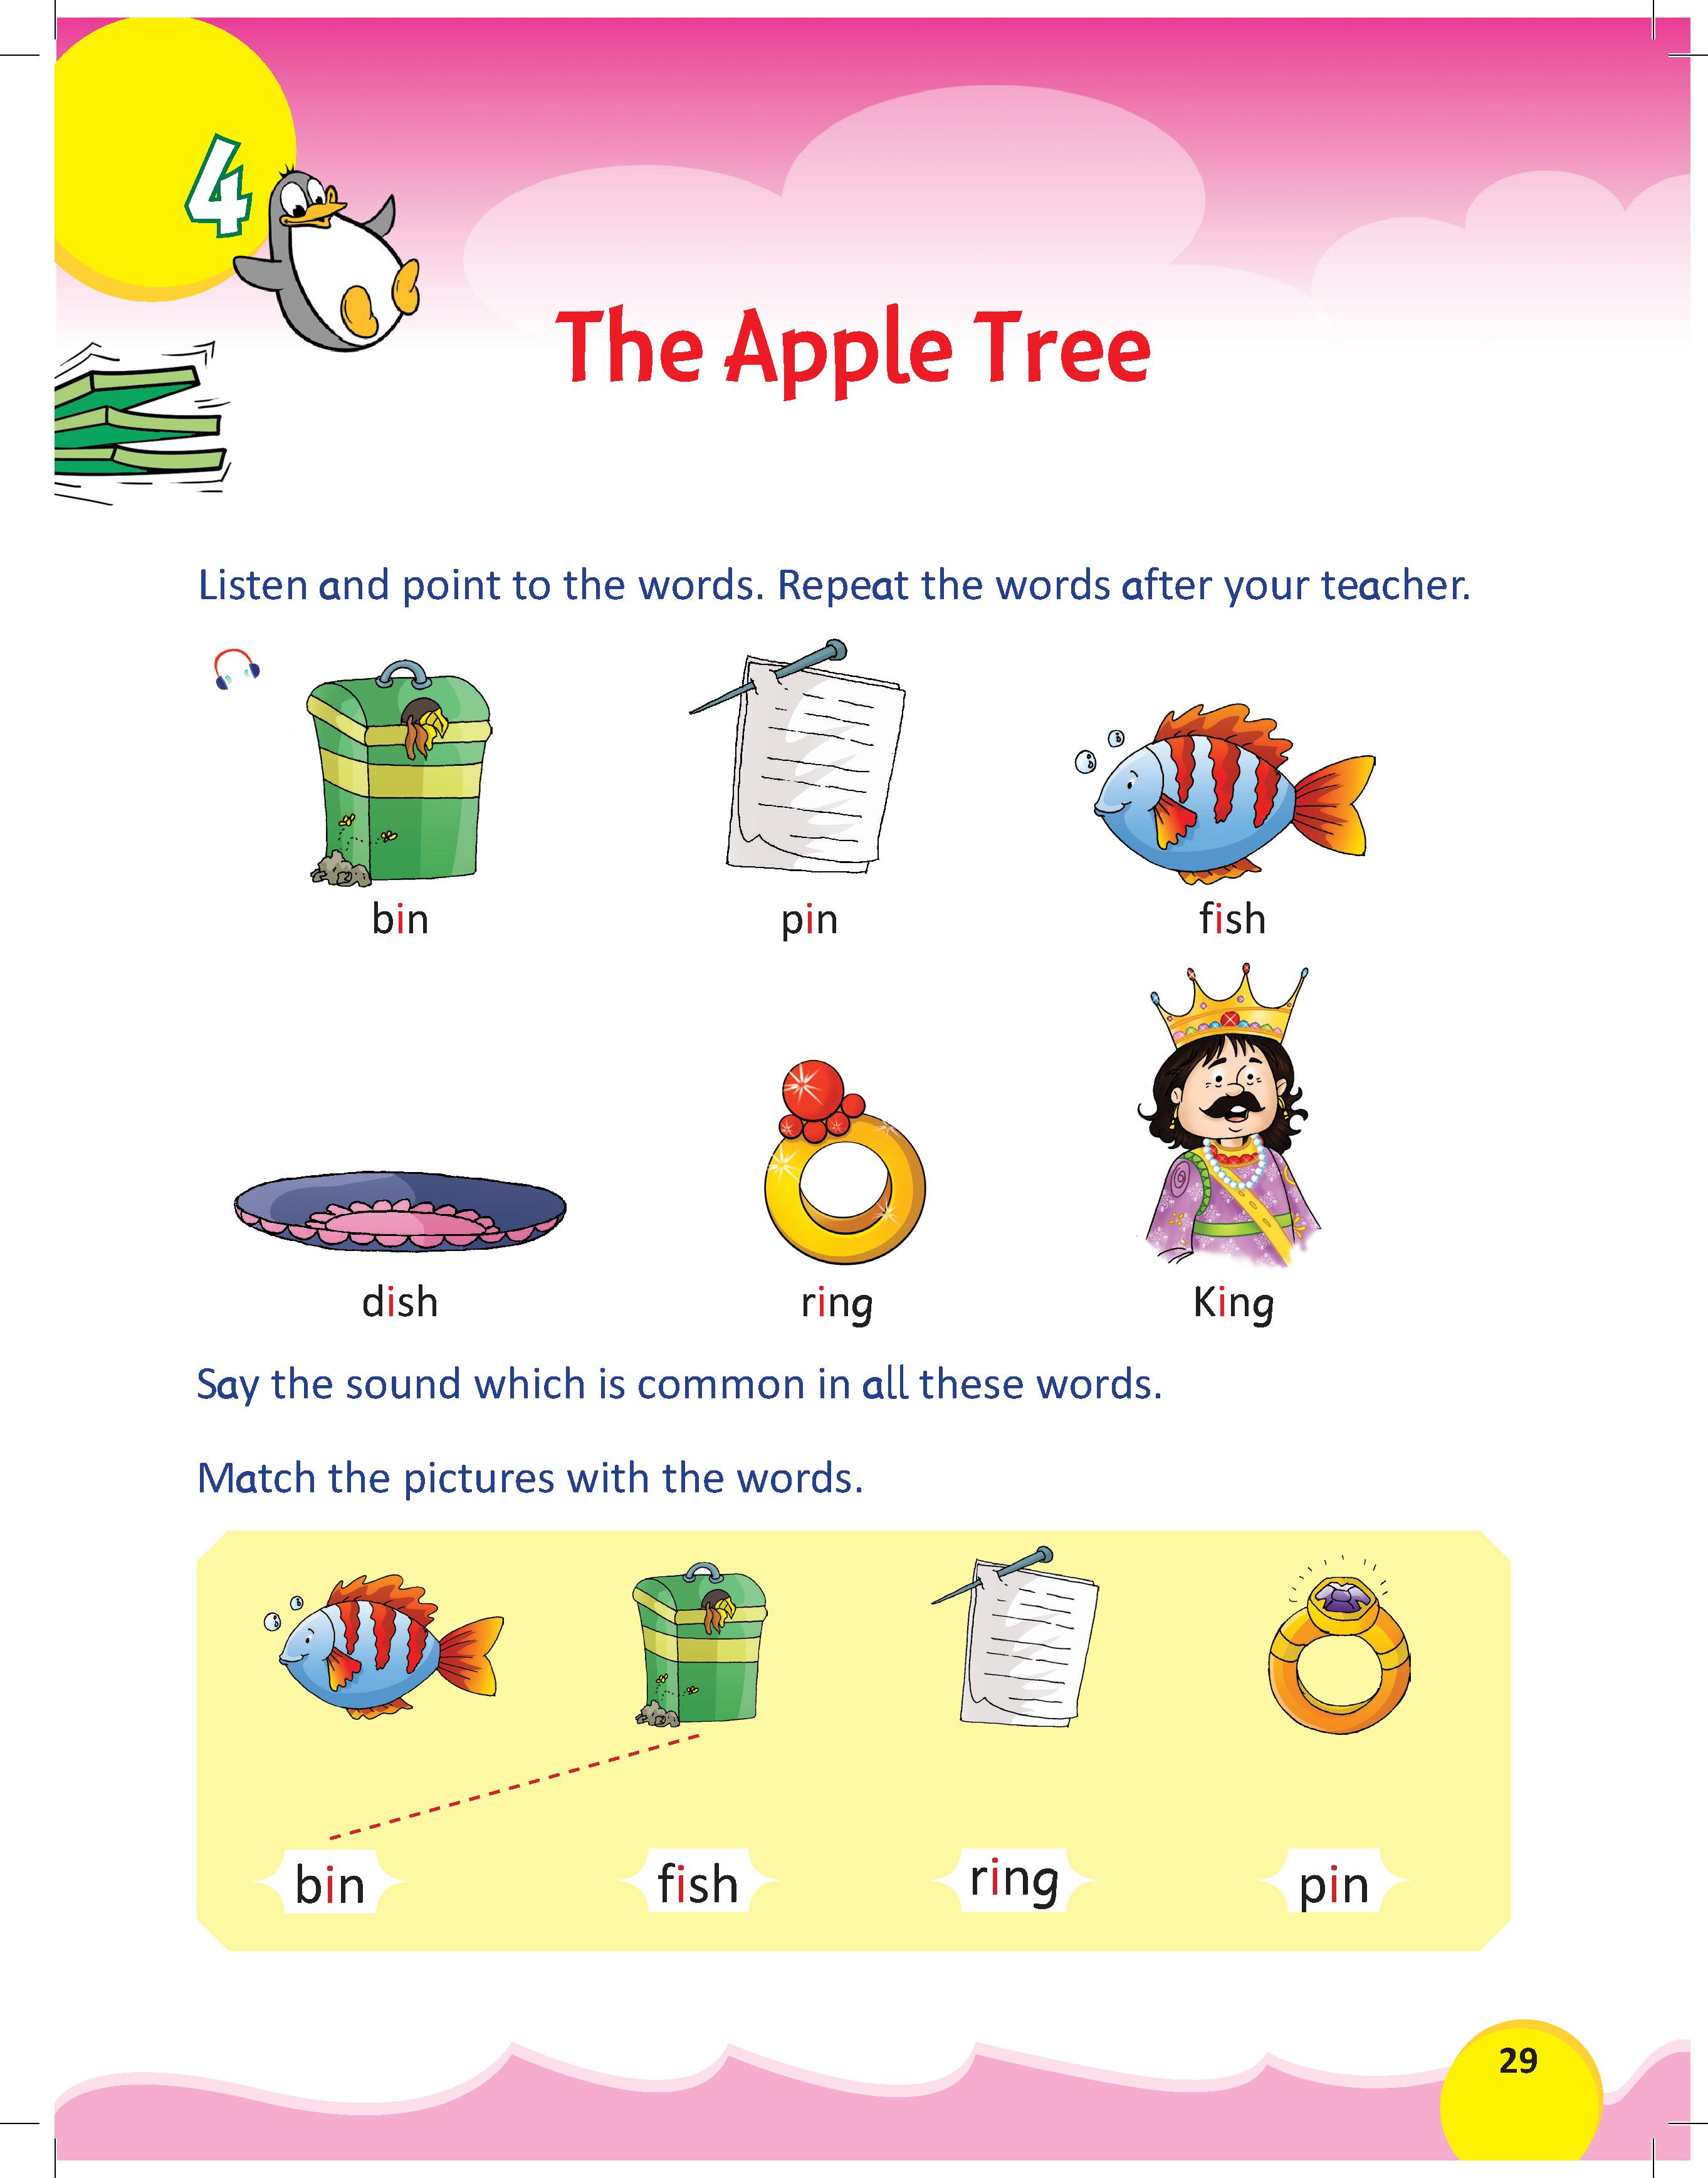 4
The Apple Tree
Listen and point to the words. Repeat the words after your teacher.
bin pin fish
dish ring King
Say the sound which is common in all these words.
Match the pictures with the words.
bin fish ring pin
29